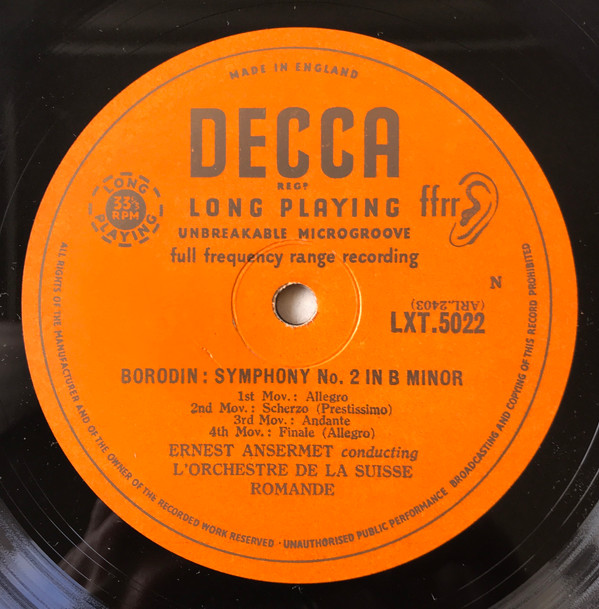 MADE IN ENGLAND
DECCA
REGD
LONG PLAYING
33⅓ RPM
LONG PLAYING
ffrr
UNBREAKABLE MICROGROOVE
full frequency range recording
N
(ARL.2403)
LXT.5022
BORODIN: SYMPHONY No. 2 IN B MINOR
1st Mov.: Allegro
2nd Mov.: Scherzo (Prestissimo)
3rd Mov.: Andante
4th Mov.: Finale (Allegro)
ERNEST ANSERMET conducting
L'ORCHESTRE DE LA SUISSE
ROMANDE
ALL RIGHTS OF THE MANUFACTURER AND OF THE OWNER OF THE RECORDED WORK RESERVED · UNAUTHORISED PUBLIC PERFORMANCE BROADCASTING AND COPYING OF THIS RECORD PROHIBITED